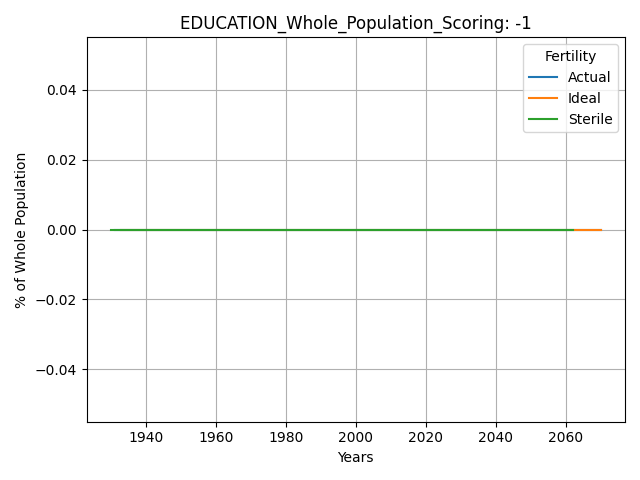 EDUCATION_Whole_Population_Scoring: -1
Fertility
Actual
Ideal
Sterile
% of Whole Population
0.04
0.02
0.00
−0.02
−0.04
1940 1960 1980 2000 2020 2040 2060
Years